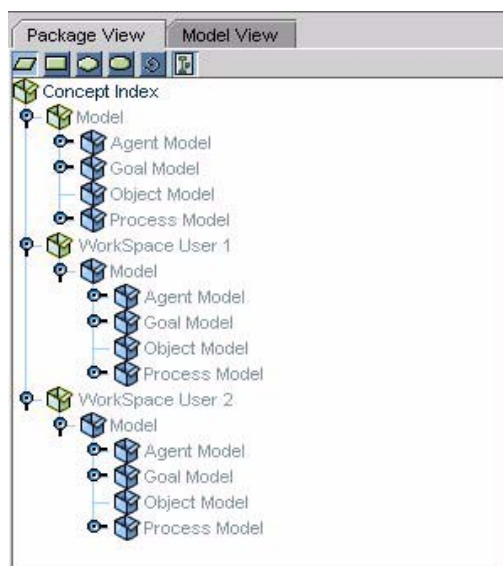 Package View Model View
Concept Index
Model
Agent Model
Goal Model
Object Model
Process Model
WorkSpace User 1
Model
Agent Model
Goal Model
Object Model
Process Model
WorkSpace User 2
Model
Agent Model
Goal Model
Object Model
Process Model